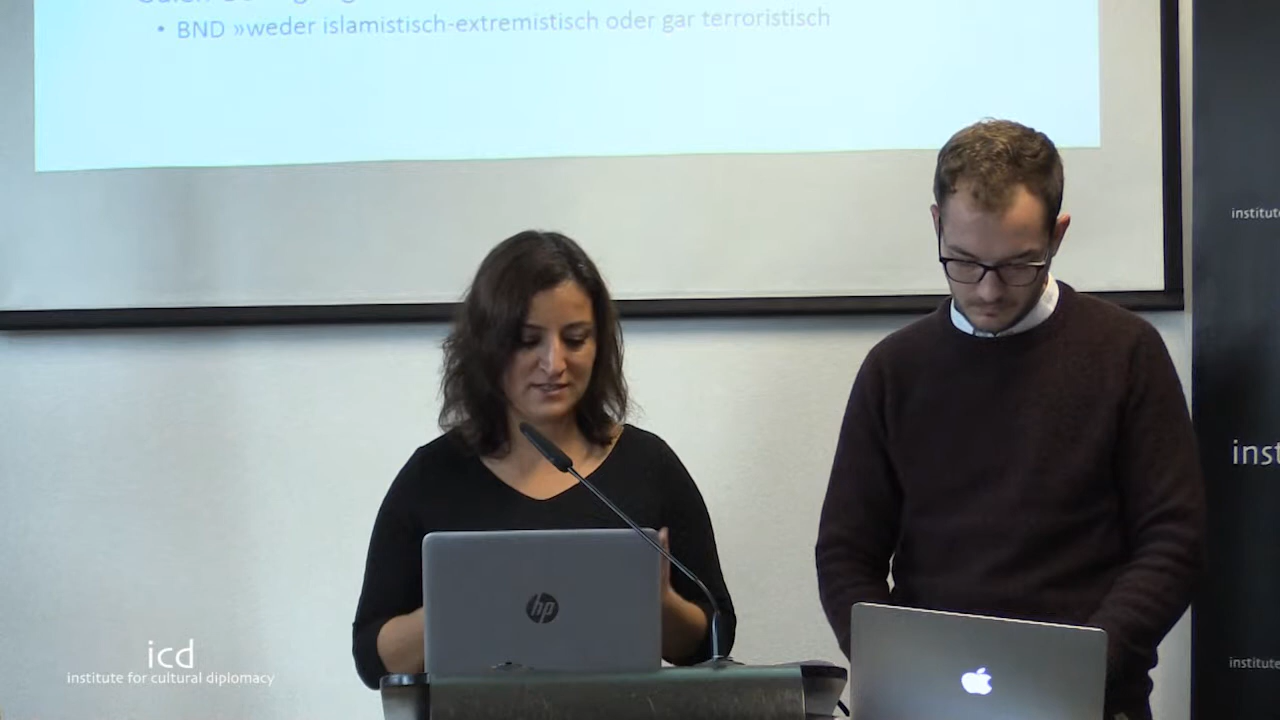 • BND »weder islamistisch-extremistisch oder gar terroristisch
institute
inst
hp
icd
institute for cultural diplomacy
institute